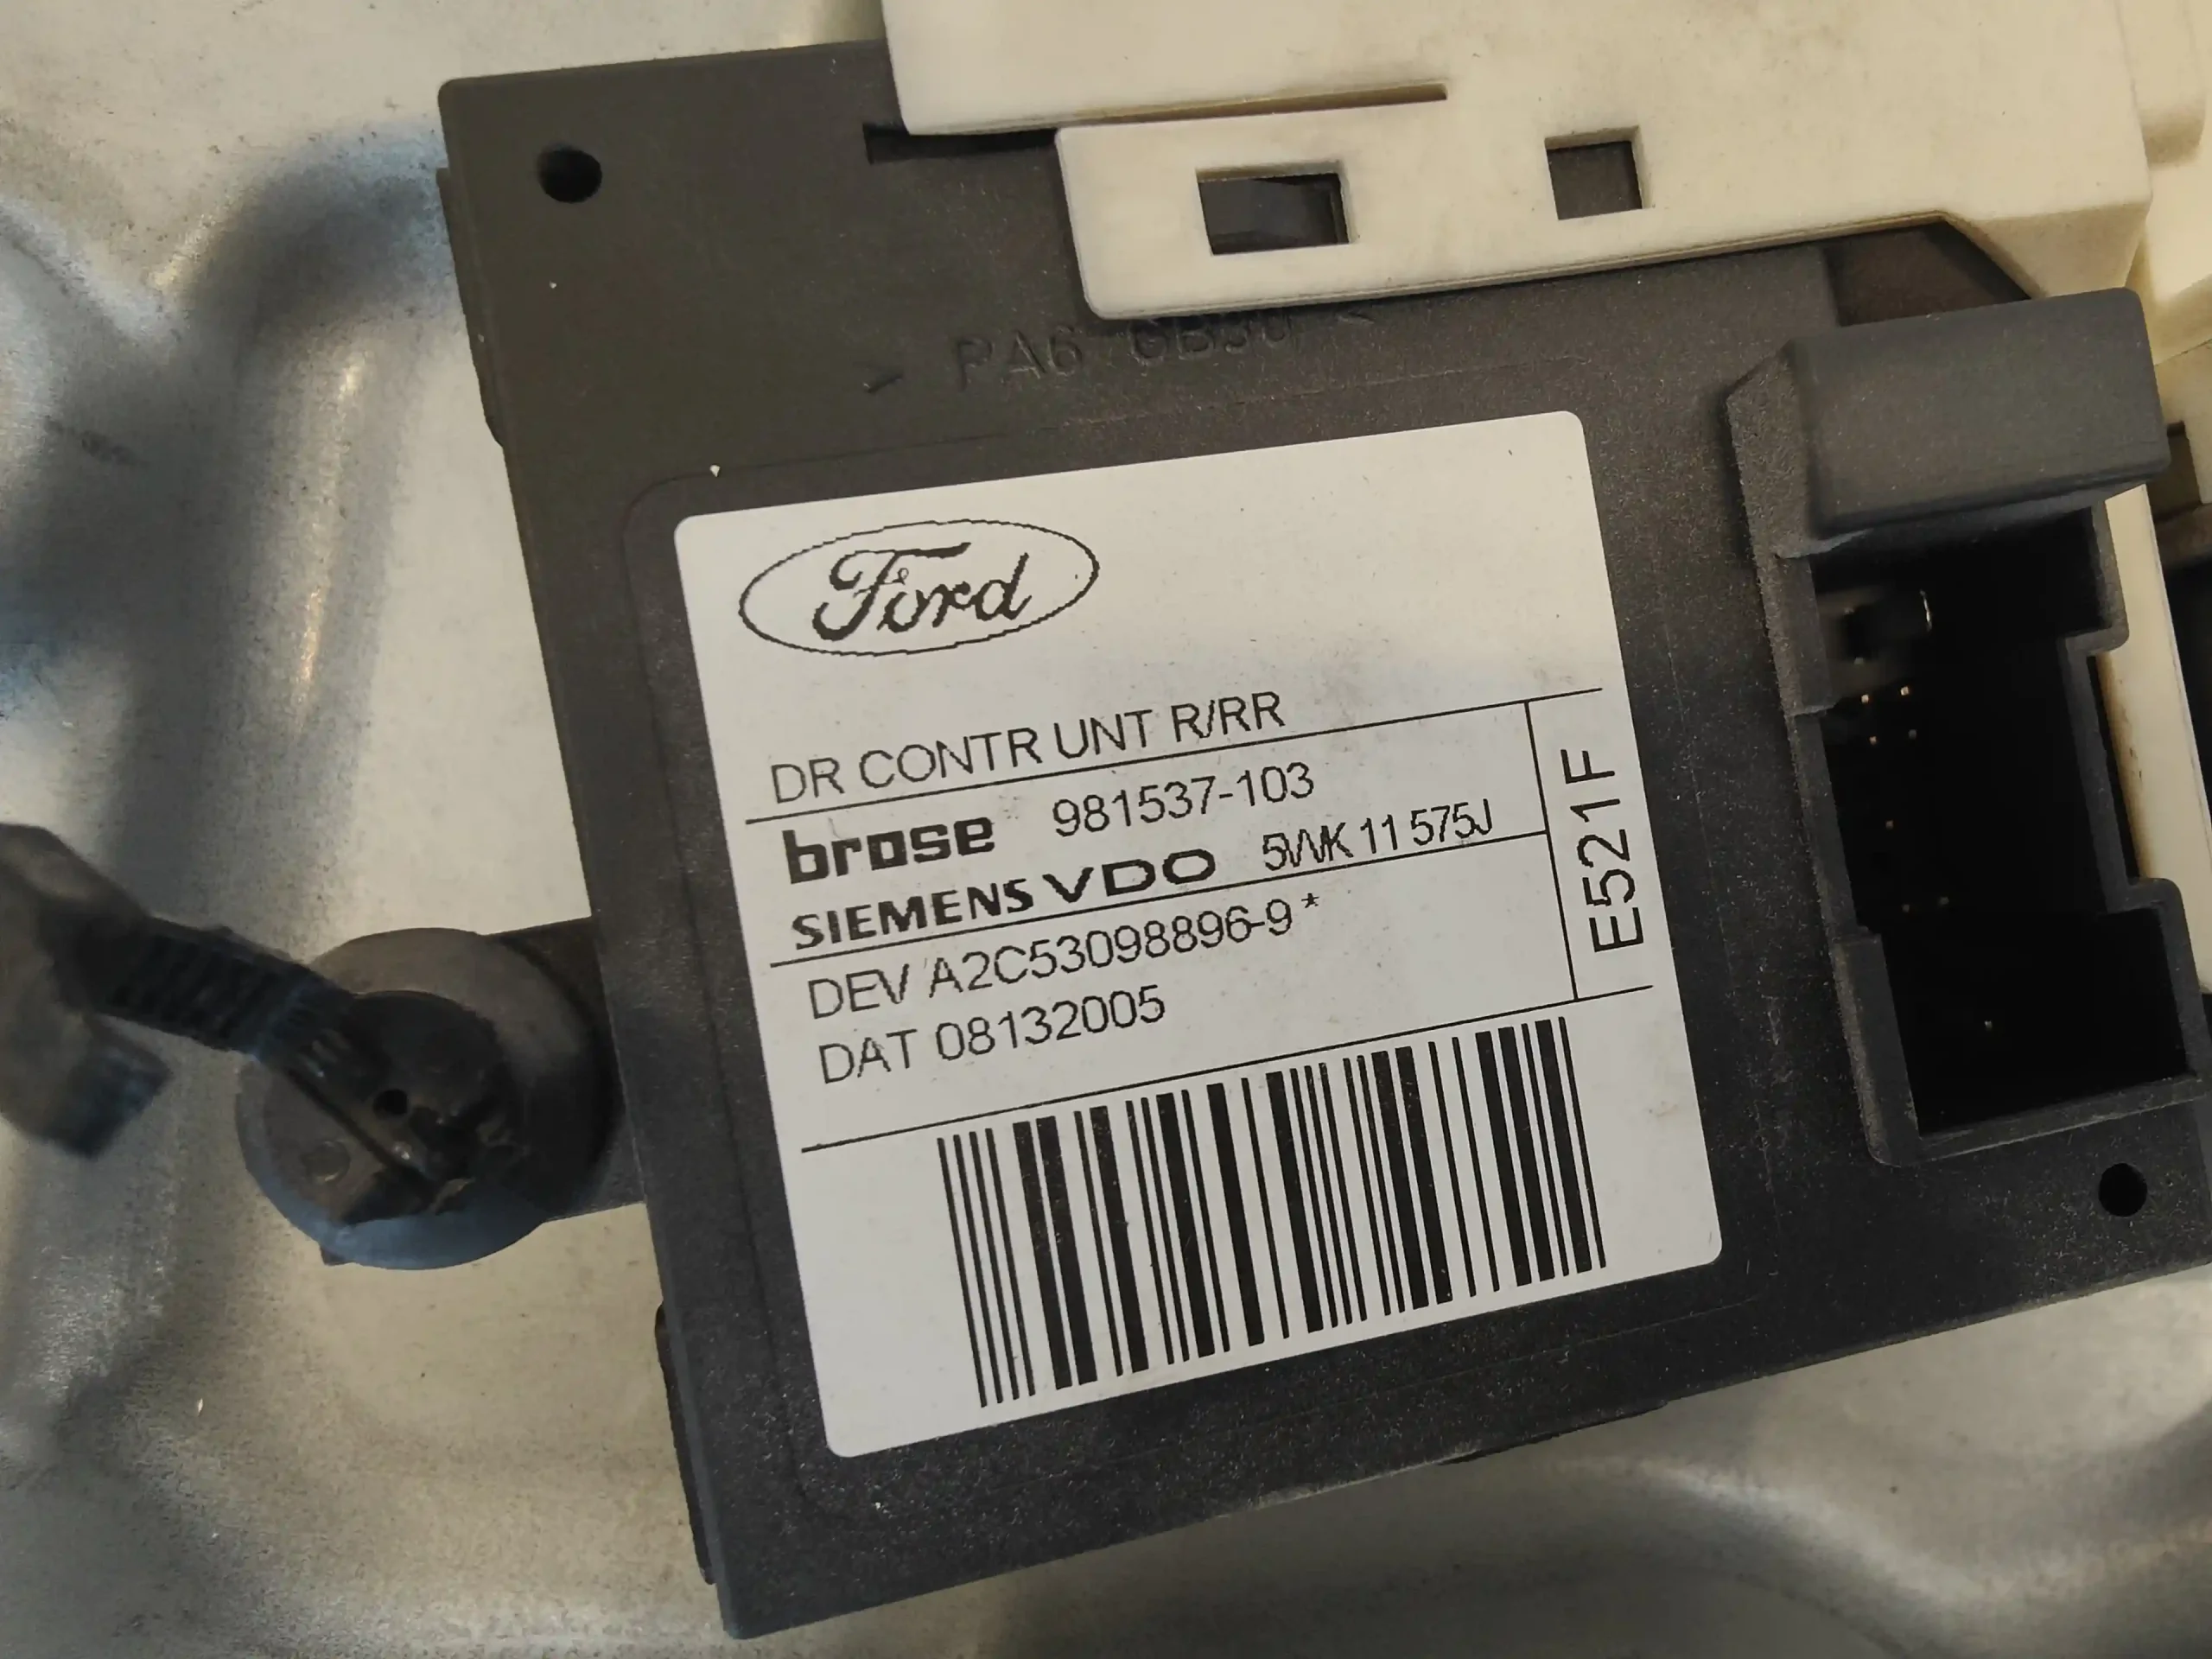 > PA6 GB30 <
Ford
DR CONTR UNT R/RR
brose 981537-103
SIEMENS VDO 5WK 11 575J
DEV A2C53098896-9*
DAT 08132005
E521F